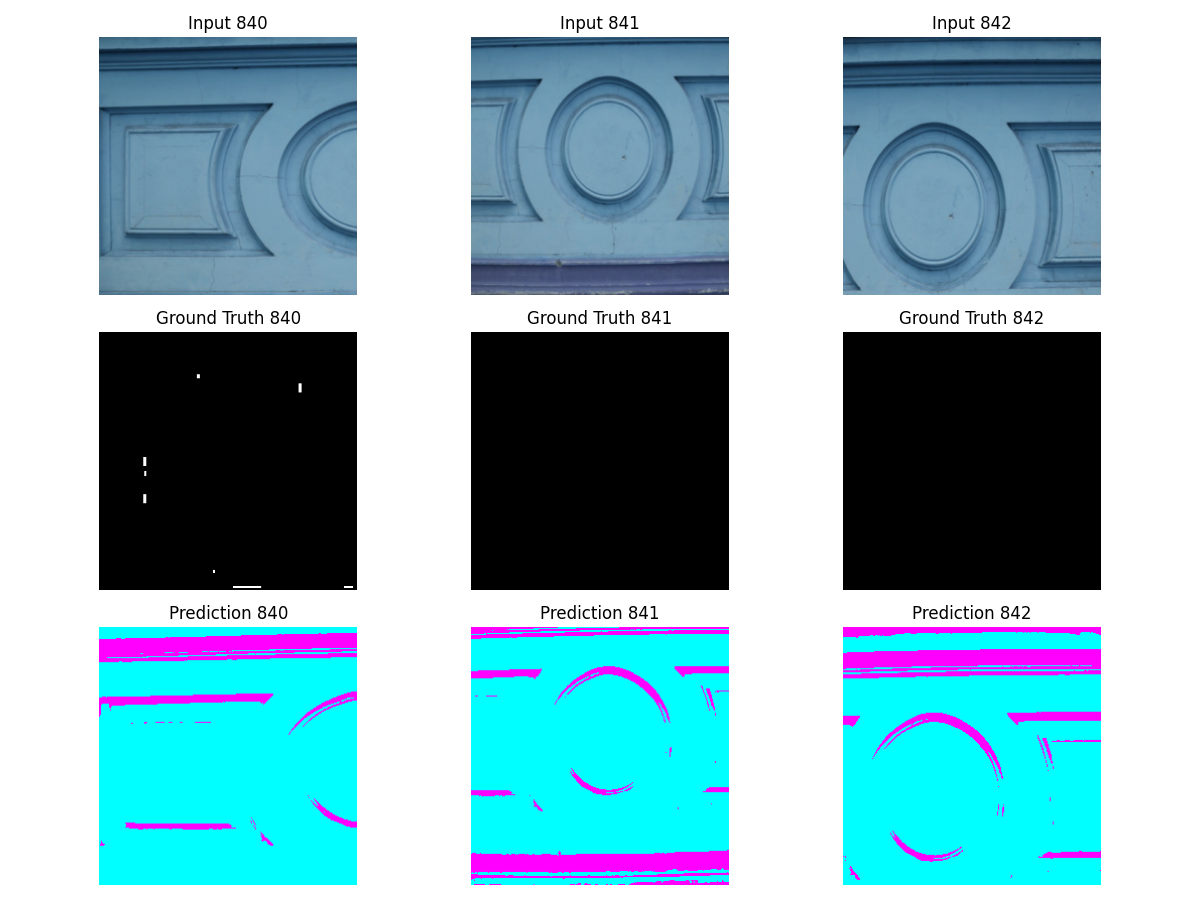 Input 840
Input 841
Input 842
Ground Truth 840
Ground Truth 841
Ground Truth 842
Prediction 840
Prediction 841
Prediction 842